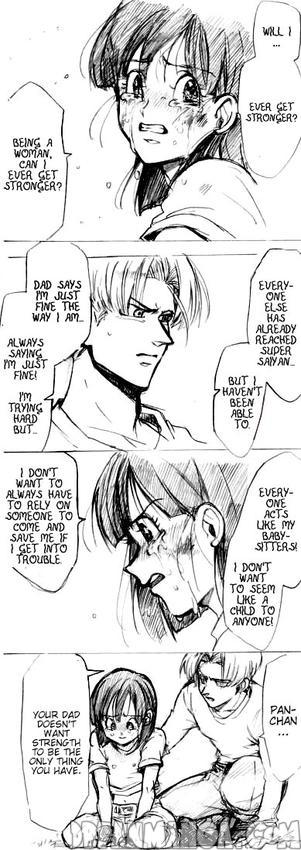 WILL I
...
EVER GET
STRONGER?
BEING A
WOMAN,
CAN I
EVER GET
STRONGER?
EVERY-
ONE
ELSE
HAS
ALREADY
REACHED
SUPER
SAIYAN...
BUT I
HAVEN'T
BEEN
ABLE
TO.
DAD SAYS
I'M JUST
FINE THE
WAY I AM...
ALWAYS
SAYING
I'M JUST
FINE!
I'M
TRYING
HARD
BUT...
EVERY-
ONE
ACTS
LIKE MY
BABY-
SITTERS!
I DON'T
WANT
TO SEEM
LIKE A
CHILD TO
ANYONE!
I DON'T
WANT TO
ALWAYS HAVE
TO RELY ON
SOMEONE TO
COME AND
SAVE ME IF
I GET INTO
TROUBLE.
PAN-
CHAN
...
YOUR DAD
DOESN'T
WANT
STRENGTH
TO BE THE
ONLY THING
YOU HAVE.